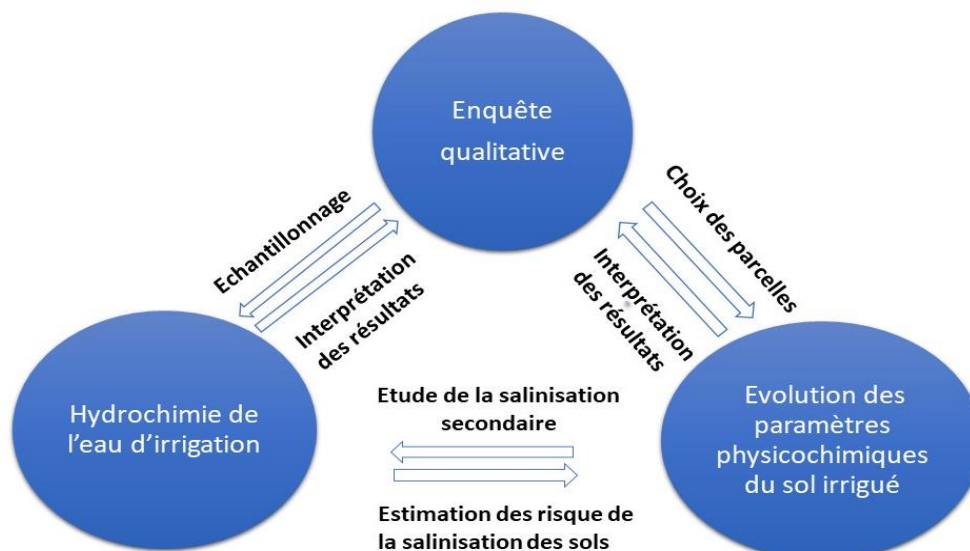 Enquête
qualitative
Echantillonnage
Interprétation
des résultats
Choix des parcelles
Interprétation
des résultats
Hydrochimie de
l’eau d’irrigation
Etude de la salinisation
secondaire
Estimation des risque de
la salinisation des sols
Evolution des
paramètres
physicochimiques
du sol irrigué